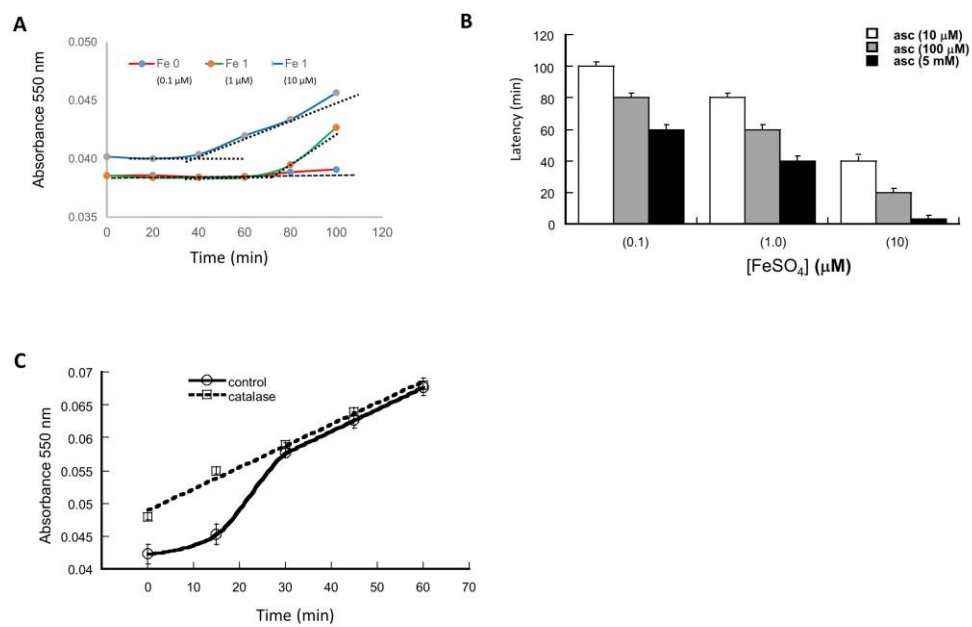 A
0.050
0.045
0.040
0.035
Absorbance 550 nm
Fe 0 Fe 1 Fe 1
(0.1 µM) (1 µM) (10 µM)
0 20 40 60 80 100 120
Time (min)
B
120
100
80
60
40
20
0
Latency (min)
asc (10 µM)
asc (100 µM)
asc (5 mM)
(0.1) (1.0) (10)
[FeSO4] (µM)
C
0.07
0.065
0.06
0.055
0.05
0.045
0.04
Absorbance 550 nm
control
catalase
0 10 20 30 40 50 60 70
Time (min)